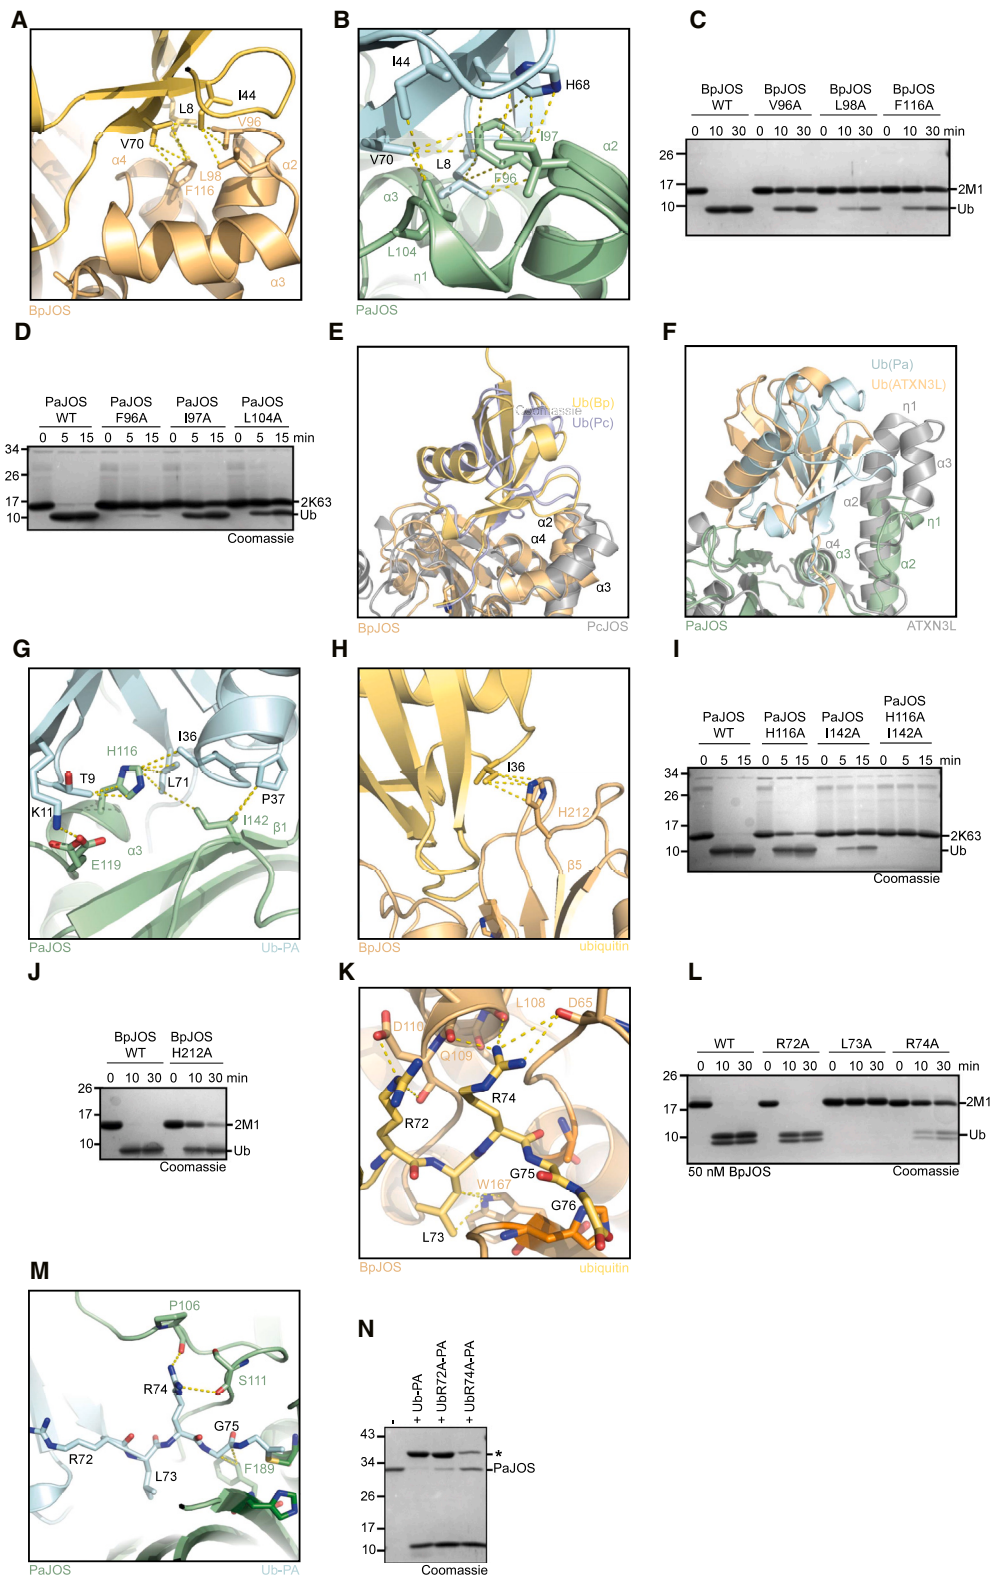 A
I44
L8
V96
V70
α4
α2
L98
F116
α3
BpJOS
B
I44
H68
V70
L8
I97
α2
F96
α3
L104
η1
PaJOS
C
BpJOS WT
BpJOS V96A
BpJOS L98A
BpJOS F116A
0 10 30 0 10 30 0 10 30 0 10 30 min
26
17
10
2M1
Ub
D
PaJOS WT
PaJOS F96A
PaJOS I97A
PaJOS L104A
0 5 15 0 5 15 0 5 15 0 5 15 min
34
26
17
10
2K63
Ub
Coomassie
E
Coomassie
Ub(Bp)
Ub(Pc)
α2
α4
α3
BpJOS
PcJOS
F
Ub(Pa)
Ub(ATXN3L)
η1
α3
α2
η1
α4
α3
α2
PaJOS
ATXN3L
G
H116
I36
T9
L71
P37
K11
I142
β1
α3
E119
PaJOS
Ub-PA
H
I36
H212
β5
BpJOS
ubiquitin
I
PaJOS WT
PaJOS H116A
PaJOS I142A
PaJOS H116A I142A
0 5 15 0 5 15 0 5 15 0 5 15 min
34
26
17
10
2K63
Ub
Coomassie
J
BpJOS WT
BpJOS H212A
0 10 30 0 10 30 min
26
17
10
2M1
Ub
Coomassie
K
L108
D65
D110
Q109
R74
R72
G75
W167
G76
L73
BpJOS
ubiquitin
L
WT R72A L73A R74A
0 10 30 0 10 30 0 10 30 0 10 30 min
26
17
10
2M1
Ub
50 nM BpJOS
Coomassie
M
P106
R74
S111
G75
R72
L73
F189
PaJOS
Ub-PA
N
-
+ Ub-PA
+ UbR72A-PA
+ UbR74A-PA
43
34
26
17
10
*
PaJOS
Coomassie